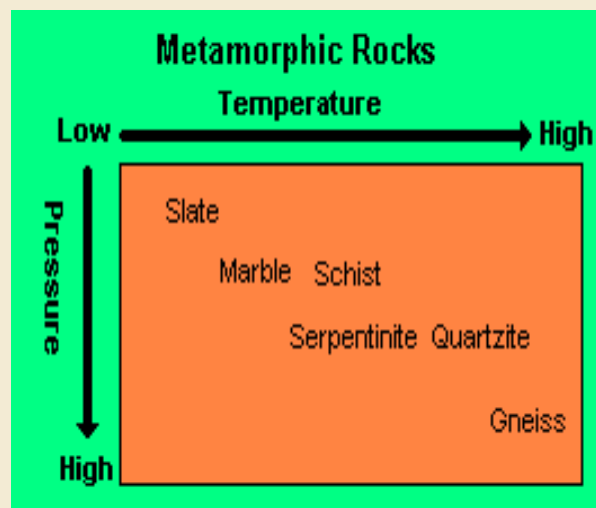 Metamorphic Rocks
Temperature
Low High
Pressure
Slate
Marble Schist
Serpentinite Quartzite
Gneiss
High